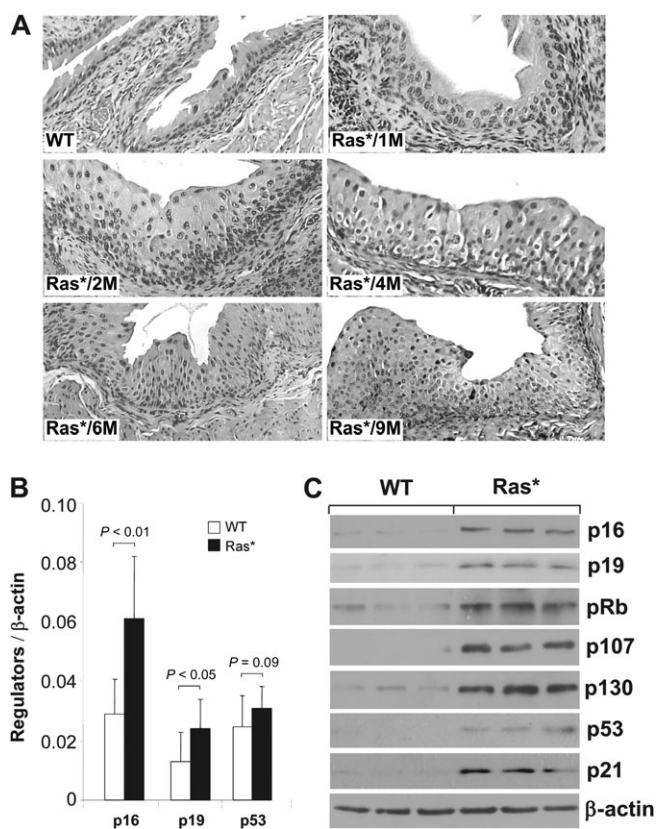 A
WT
Ras*/1M
Ras*/2M
Ras*/4M
Ras*/6M
Ras*/9M
B
Regulators / β-actin
0.10
0.08
0.06
0.04
0.02
0
WT
Ras*
P < 0.01
P < 0.05
P = 0.09
p16
p19
p53
C
WT
Ras*
p16
p19
pRb
p107
p130
p53
p21
β-actin